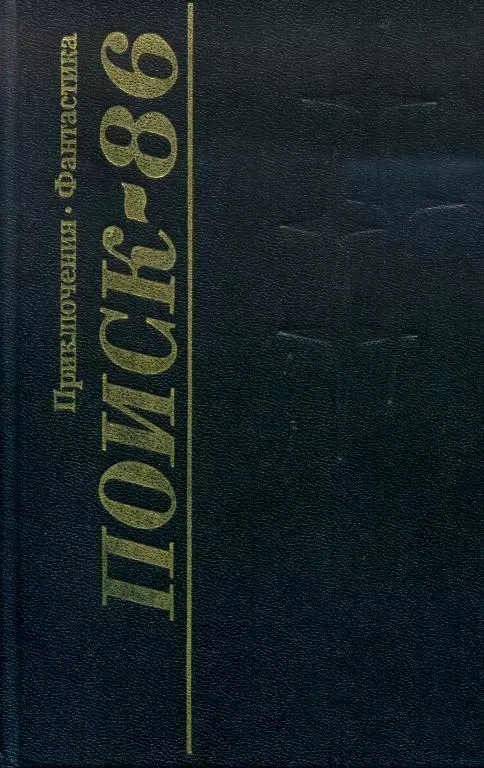 Приключения · Фантастика
ПОИСК-86